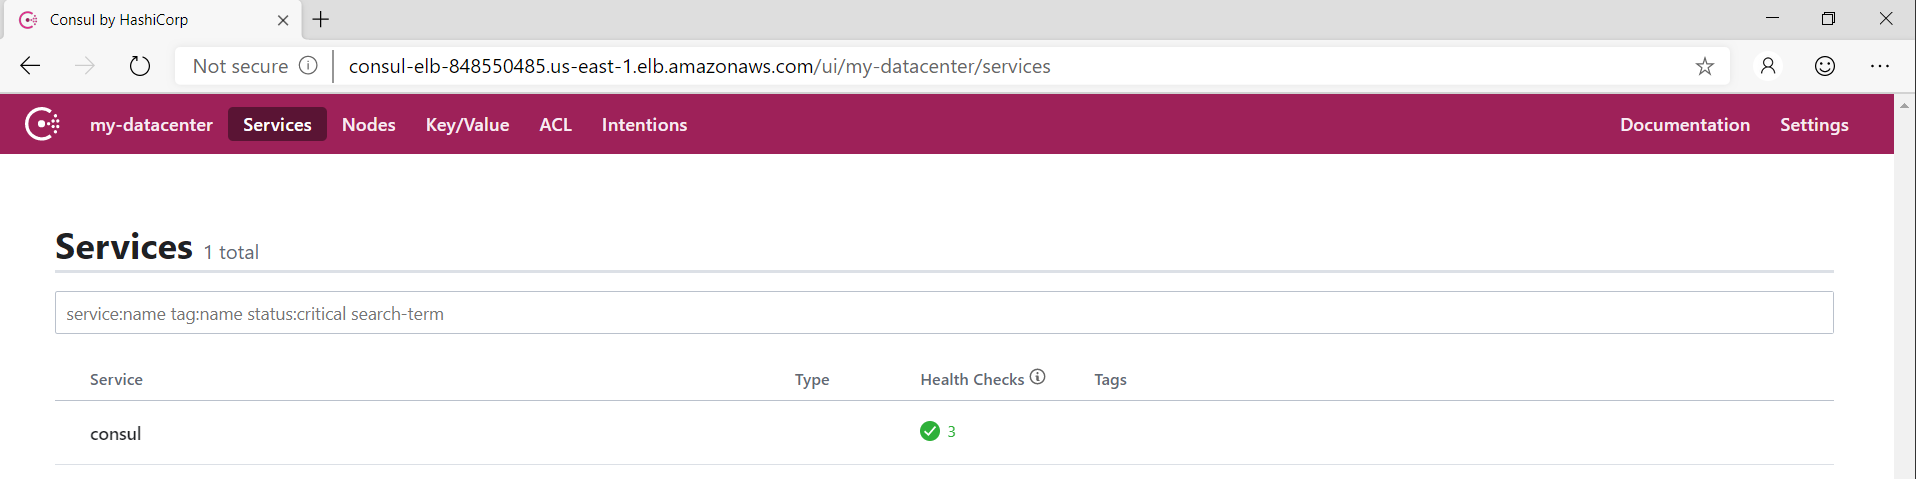 Consul by HashiCorp
Not secure consul-elb-848550485.us-east-1.elb.amazonaws.com/ui/my-datacenter/services
my-datacenter Services Nodes Key/Value ACL Intentions Documentation Settings
Services 1 total
service:name tag:name status:critical search-term
Service Type Health Checks Tags
consul 3